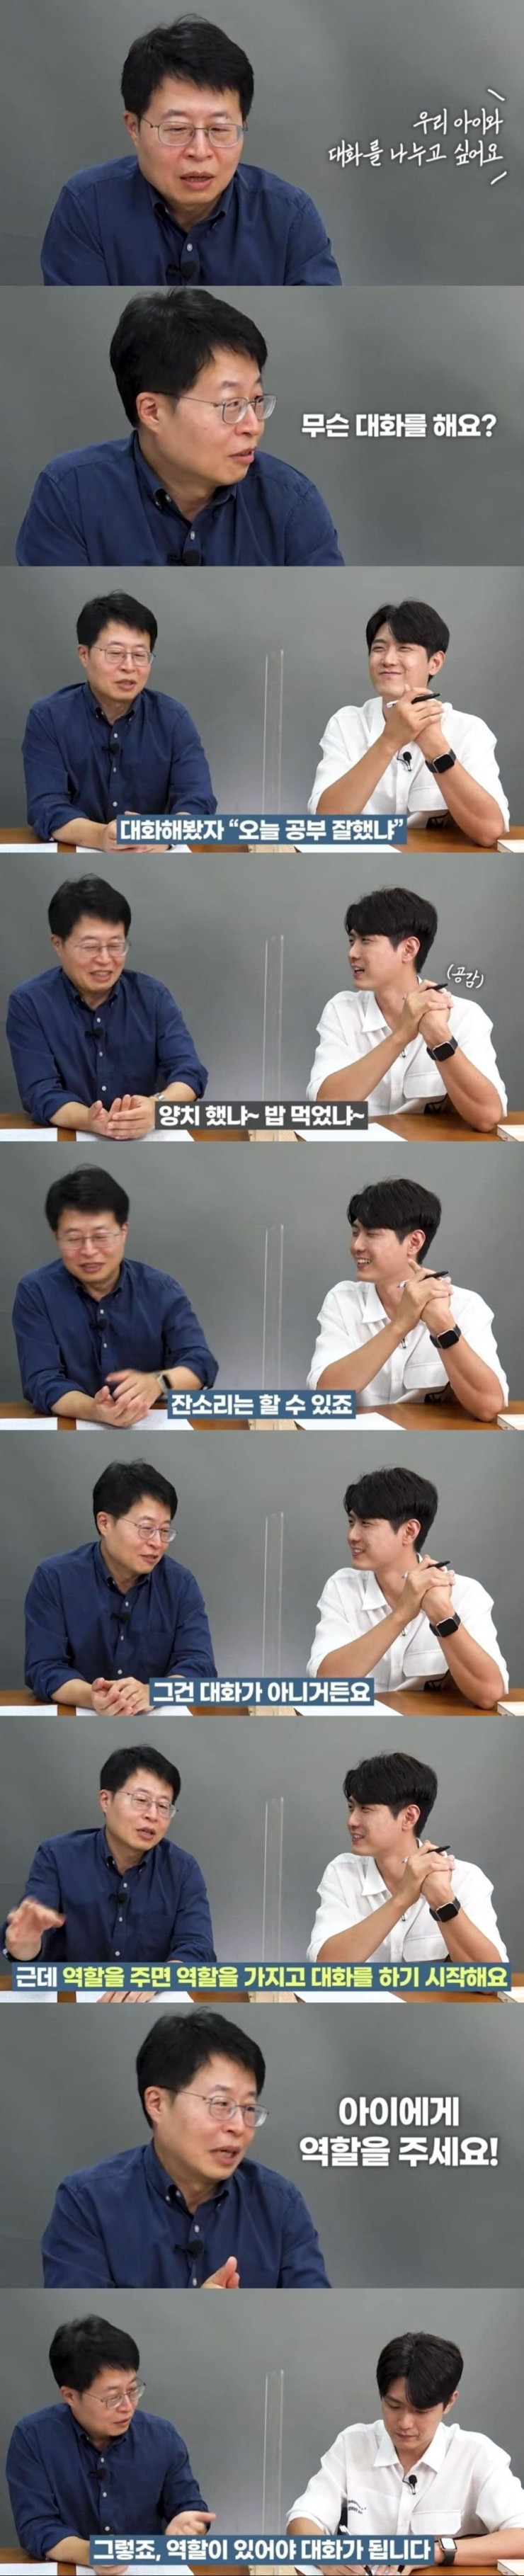 우리 아이와
대화를 나누고 싶어요
무슨 대화를 해요?
대화해봤자 “오늘 공부 잘했냐”
(공감)
양치 했냐~ 밥 먹었냐~
잔소리는 할 수 있죠
그건 대화가 아니거든요
근데 역할을 주면 역할을 가지고 대화를 하기 시작해요
아이에게
역할을 주세요!
그렇죠, 역할이 있어야 대화가 됩니다